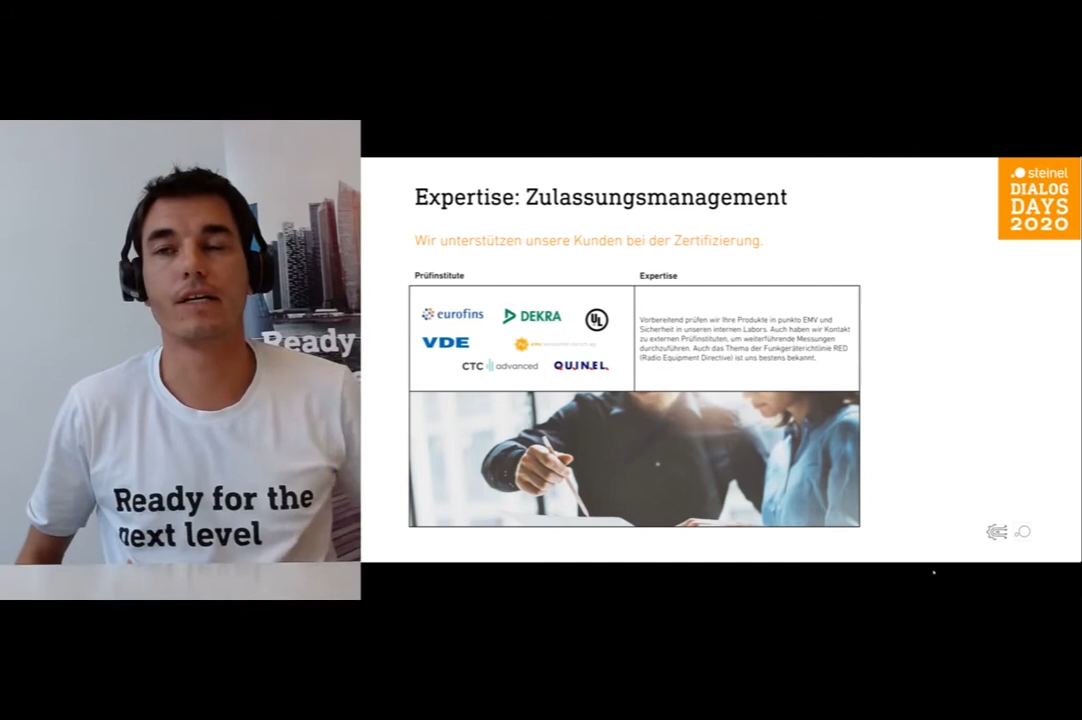 steinel
DIALOG
DAYS
2020
Expertise: Zulassungsmanagement
Wir unterstützen unsere Kunden bei der Zertifizierung.
Prüfinstitute
Expertise
eurofins
DEKRA
UL
VDE
CTC advanced
Q.U.I.N.E.L.
Vorbereitend prüfen wir Ihre Produkte in punkto EMV und
Sicherheit in unseren internen Labors. Auch haben wir Kontakt
zu externen Prüfinstituten, um weiterführende Messungen
durchzuführen. Auch das Thema der Funkgeräterichtlinie RED
(Radio Equipment Directive) ist uns bestens bekannt.
Ready
Ready for the
next level